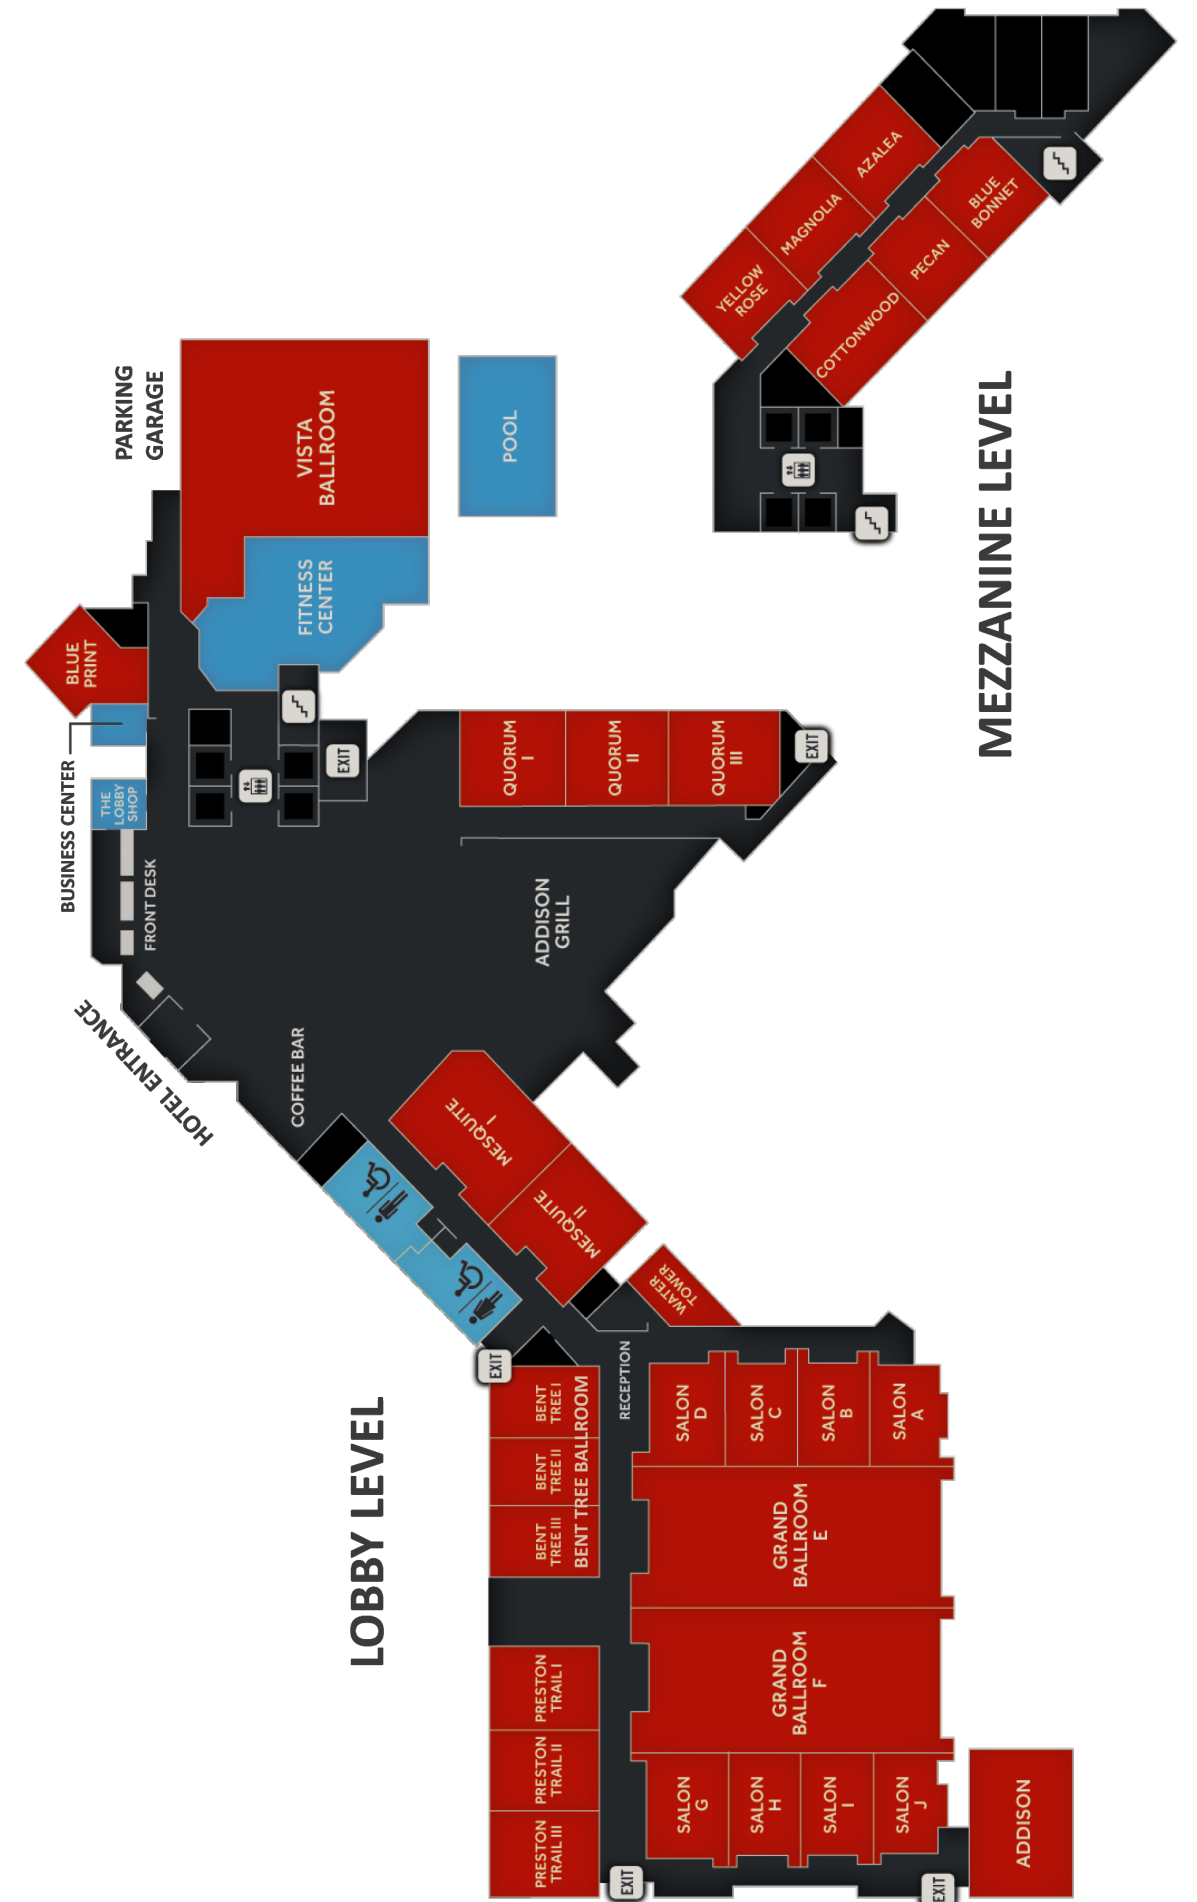 AZALEA
MAGNOLIA
YELLOW
ROSE
BLUE
BONNET
PECAN
COTTONWOOD
MEZZANINE LEVEL
PARKING
GARAGE
VISTA
BALLROOM
POOL
FITNESS
CENTER
BLUE
PRINT
BUSINESS CENTER
THE
LOBBY
SHOP
FRONT DESK
EXIT
QUORUM
I
QUORUM
II
QUORUM
III
EXIT
ADDISON
GRILL
HOTEL ENTRANCE
COFFEE BAR
MESQUITE
I
MESQUITE
II
WATER
TOWER
EXIT
RECEPTION
LOBBY LEVEL
BENT
TREE I
BENT
TREE II
BENT
TREE III
BENT TREE BALLROOM
SALON
D
SALON
C
SALON
B
SALON
A
GRAND
BALLROOM
E
GRAND
BALLROOM
F
PRESTON
TRAIL I
PRESTON
TRAIL II
PRESTON
TRAIL III
SALON
G
SALON
H
SALON
I
SALON
J
ADDISON
EXIT
EXIT